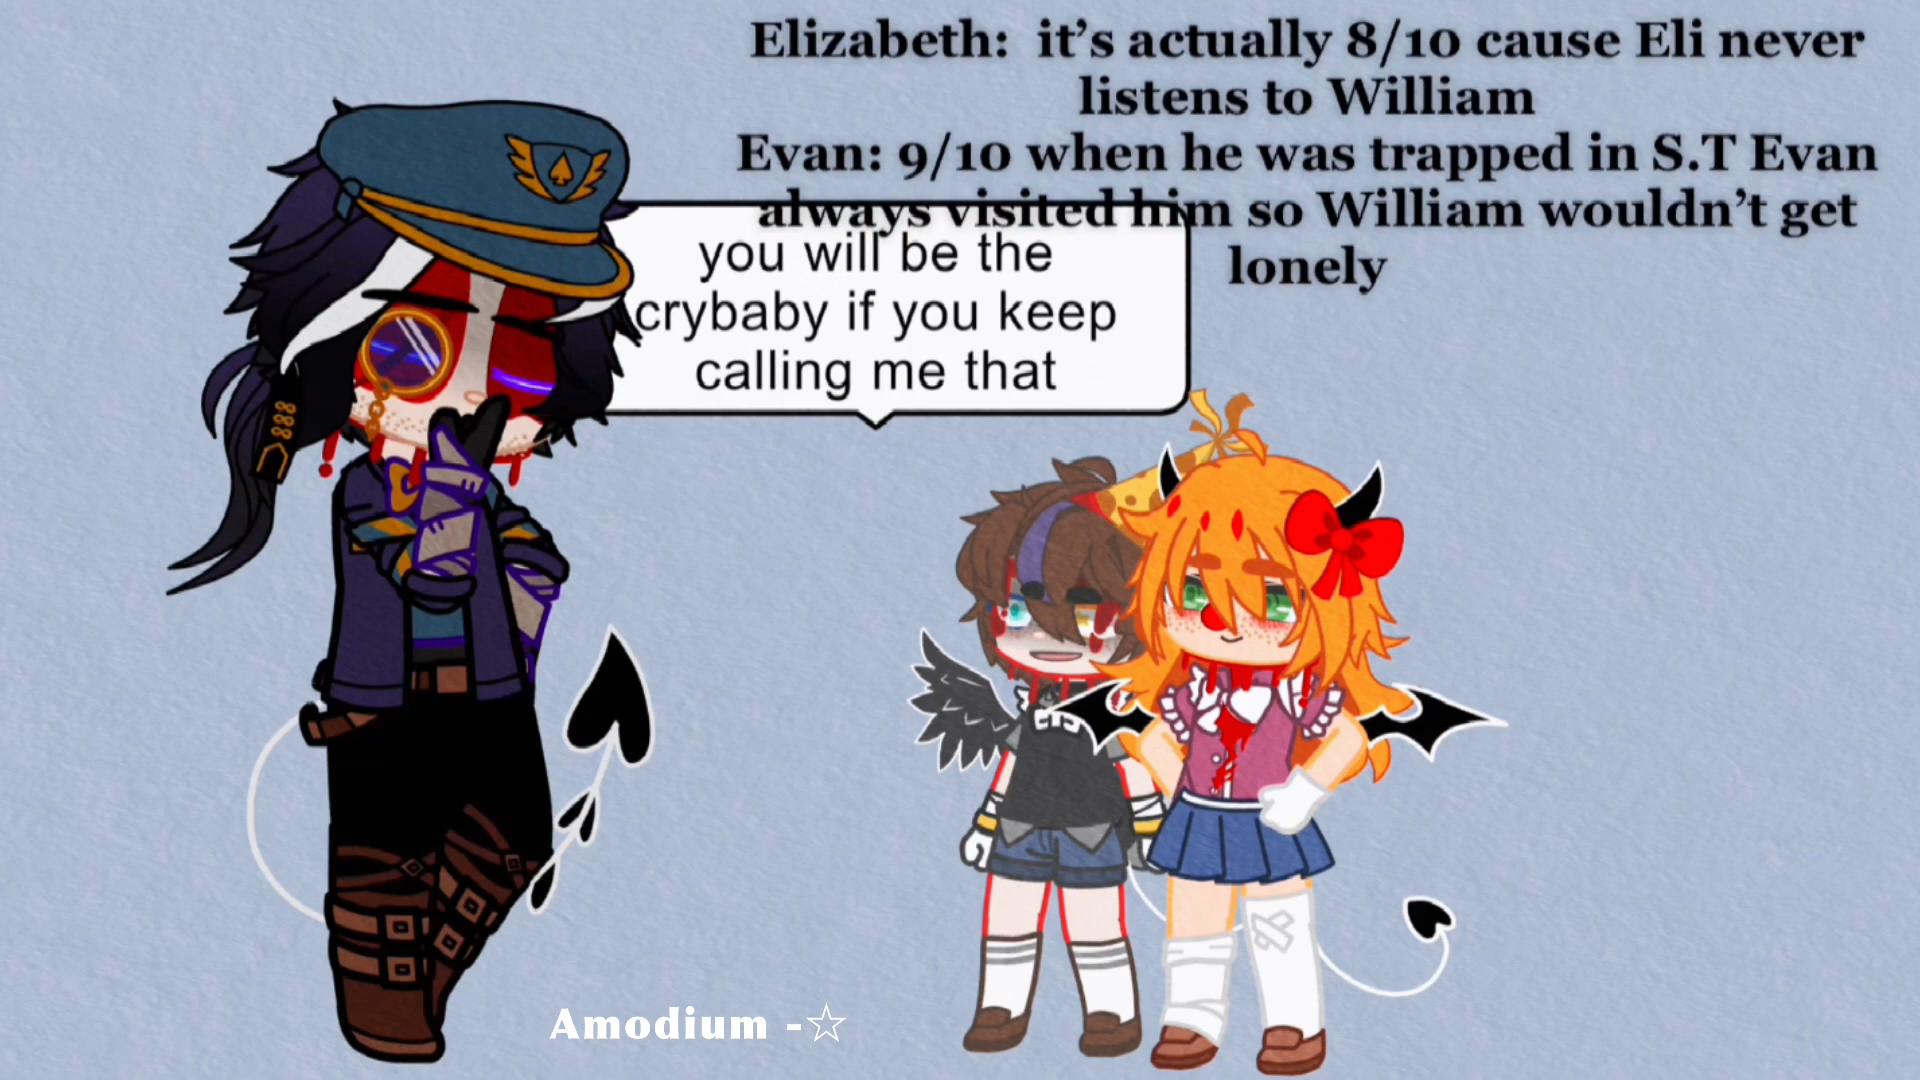 Elizabeth: it's actually 8/10 cause Eli never
listens to William
Evan: 9/10 when he was trapped in S.T Evan
always visited him so William wouldn't get
lonely
you will be the
crybaby if you keep
calling me that
Amodium -☆